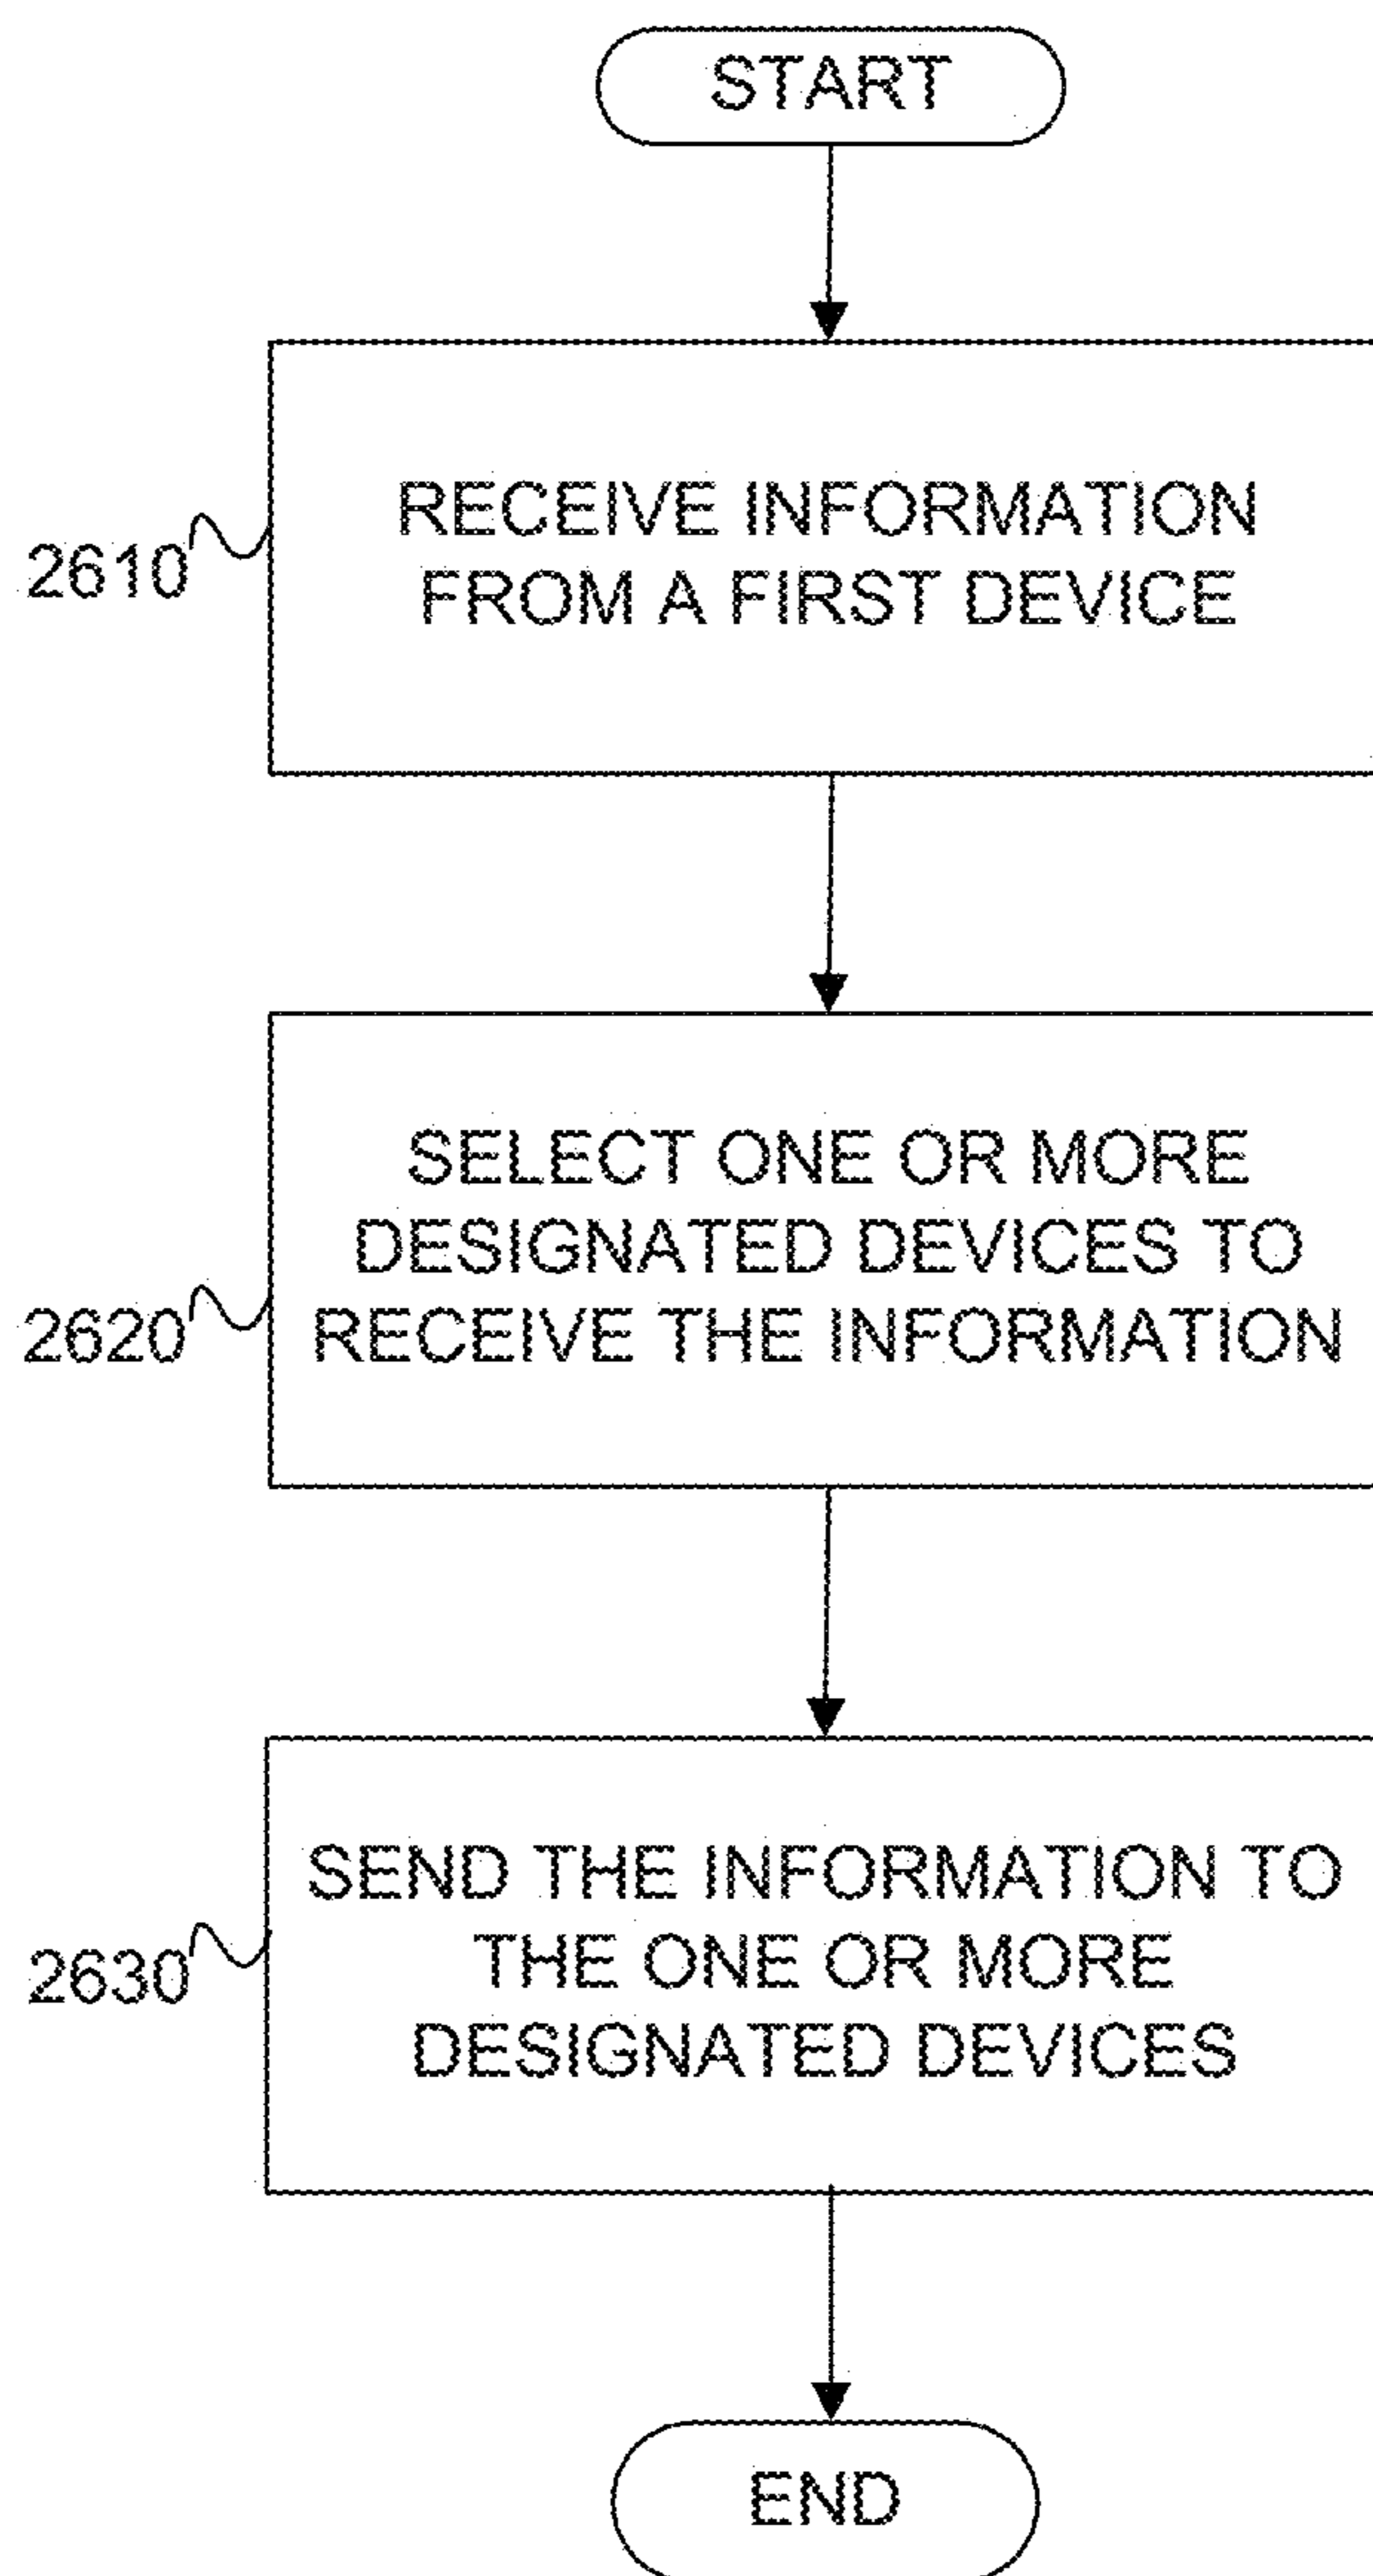 START
RECEIVE INFORMATION
FROM A FIRST DEVICE
2610
SELECT ONE OR MORE
DESIGNATED DEVICES TO
RECEIVE THE INFORMATION
2620
SEND THE INFORMATION TO
THE ONE OR MORE
DESIGNATED DEVICES
2630
END